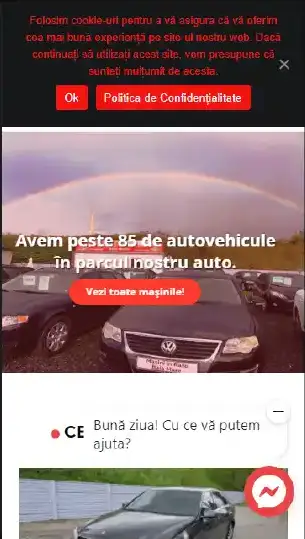 Folosim cookie-uri pentru a vă asigura că vă oferim
cea mai bună experiență pe site-ul nostru web. Dacă
continuați să utilizați acest site, vom presupune că
sunteți mulțumit de acesta.
Ok
Politica de Confidențialitate
Avem peste 85 de autovehicule
în parcul nostru auto.
Vezi toate mașinile!
CE
Bună ziua! Cu ce vă putem
ajuta?